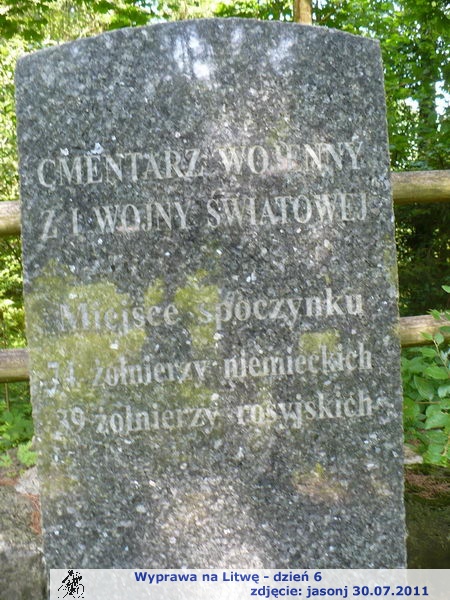 CMENTARZ WOJENNY
Z I WOJNY ŚWIATOWEJ
Miejsce spoczynku
74 żołnierzy niemieckich
39 żołnierzy rosyjskich
Wyprawa na Litwę - dzień 6
zdjęcie: jasonj 30.07.2011